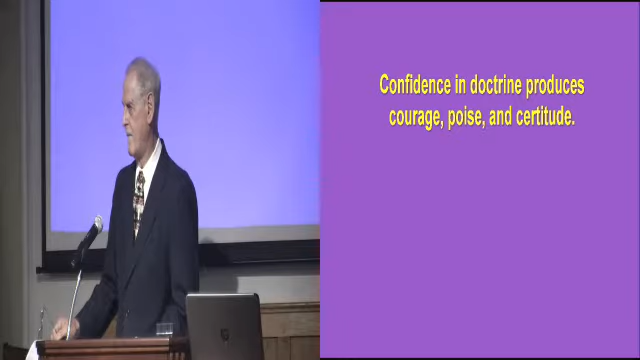 Confidence in doctrine produces
courage, poise, and certitude.